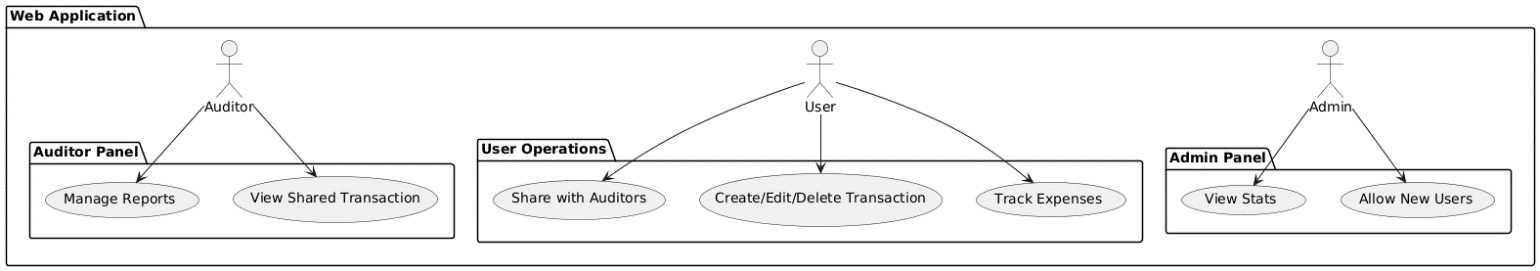 Web Application
Auditor
User
Admin
Auditor Panel
User Operations
Admin Panel
Manage Reports
View Shared Transaction
Share with Auditors
Create/Edit/Delete Transaction
Track Expenses
View Stats
Allow New Users